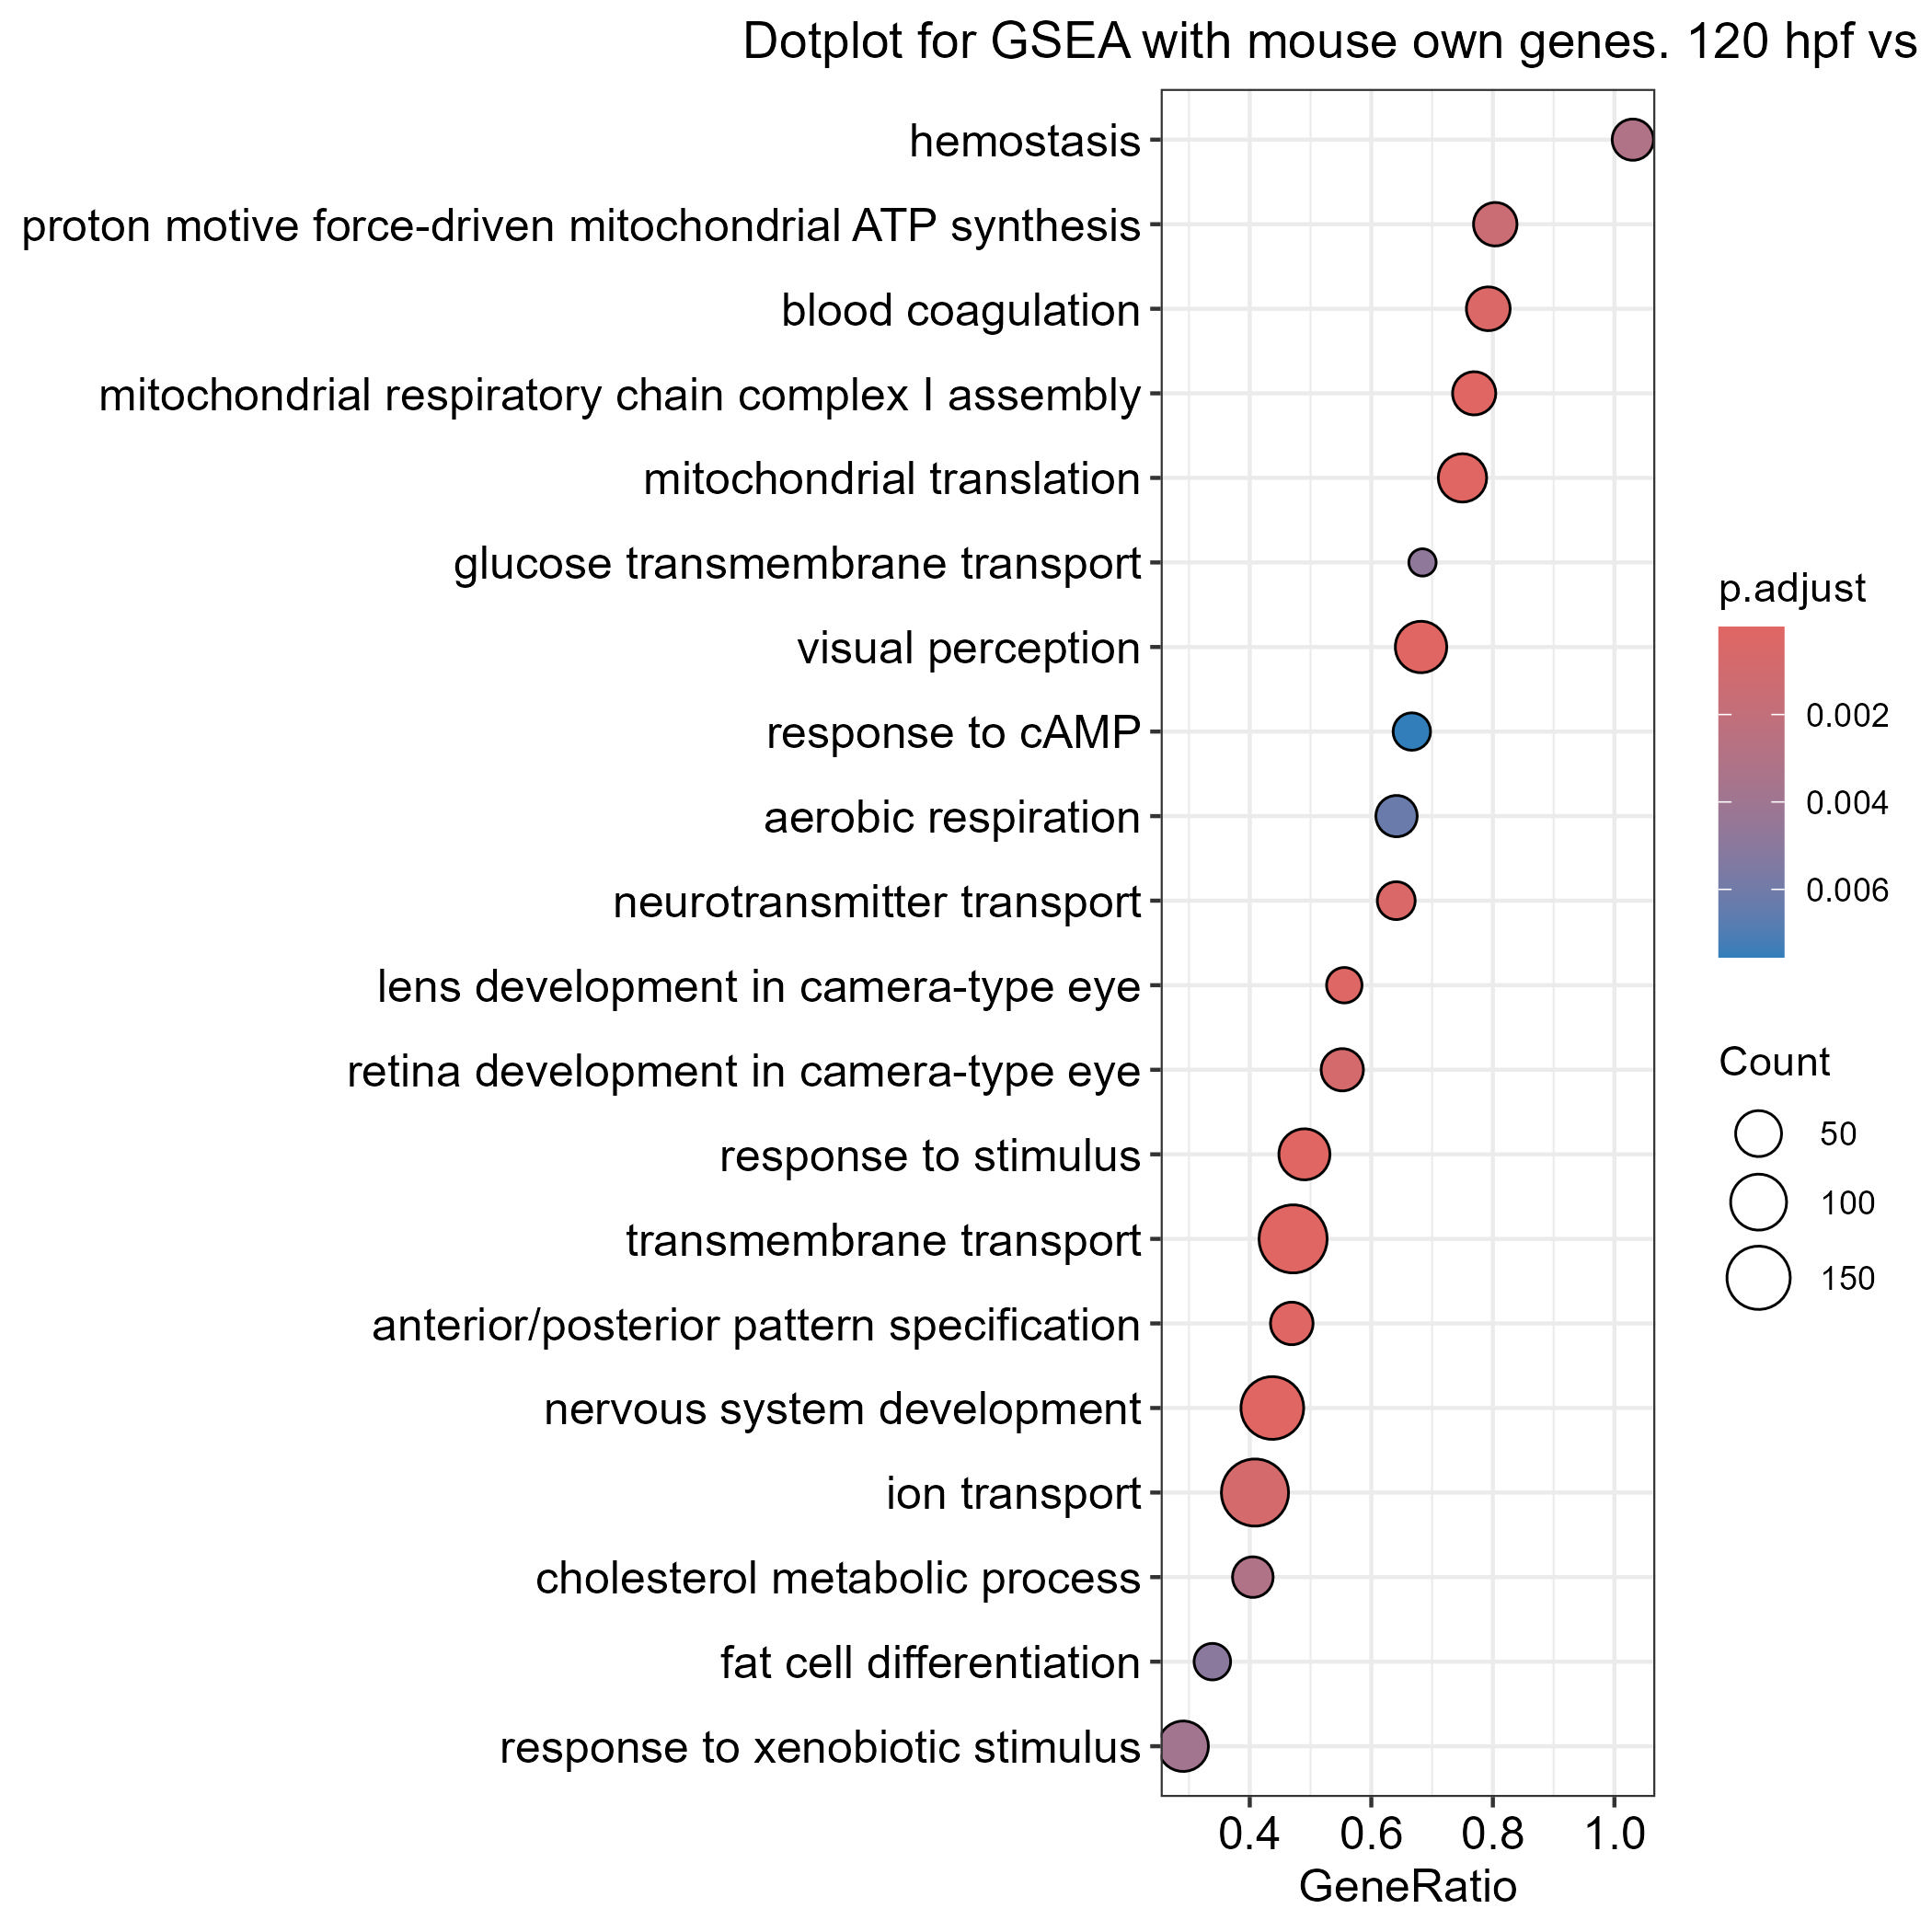 Dotplot for GSEA with mouse own genes. 120 hpf vs
hemostasis
proton motive force-driven mitochondrial ATP synthesis
blood coagulation
mitochondrial respiratory chain complex I assembly
mitochondrial translation
glucose transmembrane transport
visual perception
response to cAMP
aerobic respiration
neurotransmitter transport
lens development in camera-type eye
retina development in camera-type eye
response to stimulus
transmembrane transport
anterior/posterior pattern specification
nervous system development
ion transport
cholesterol metabolic process
fat cell differentiation
response to xenobiotic stimulus
0.4 0.6 0.8 1.0
GeneRatio
p.adjust
0.002
0.004
0.006
Count
50
100
150